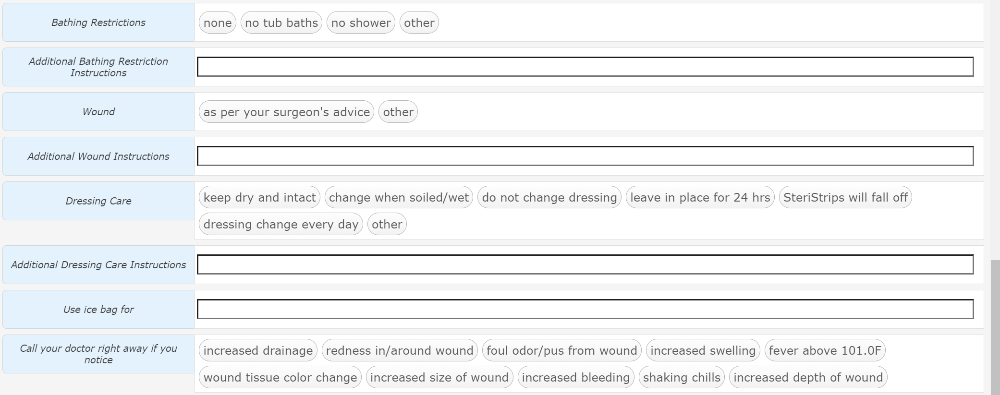 Bathing Restrictions
none no tub baths no shower other
Additional Bathing Restriction
Instructions
Wound
as per your surgeon's advice other
Additional Wound Instructions
Dressing Care
keep dry and intact change when soiled/wet do not change dressing leave in place for 24 hrs SteriStrips will fall off
dressing change every day other
Additional Dressing Care Instructions
Use ice bag for
Call your doctor right away if you
notice
increased drainage redness in/around wound foul odor/pus from wound increased swelling fever above 101.0F
wound tissue color change increased size of wound increased bleeding shaking chills increased depth of wound